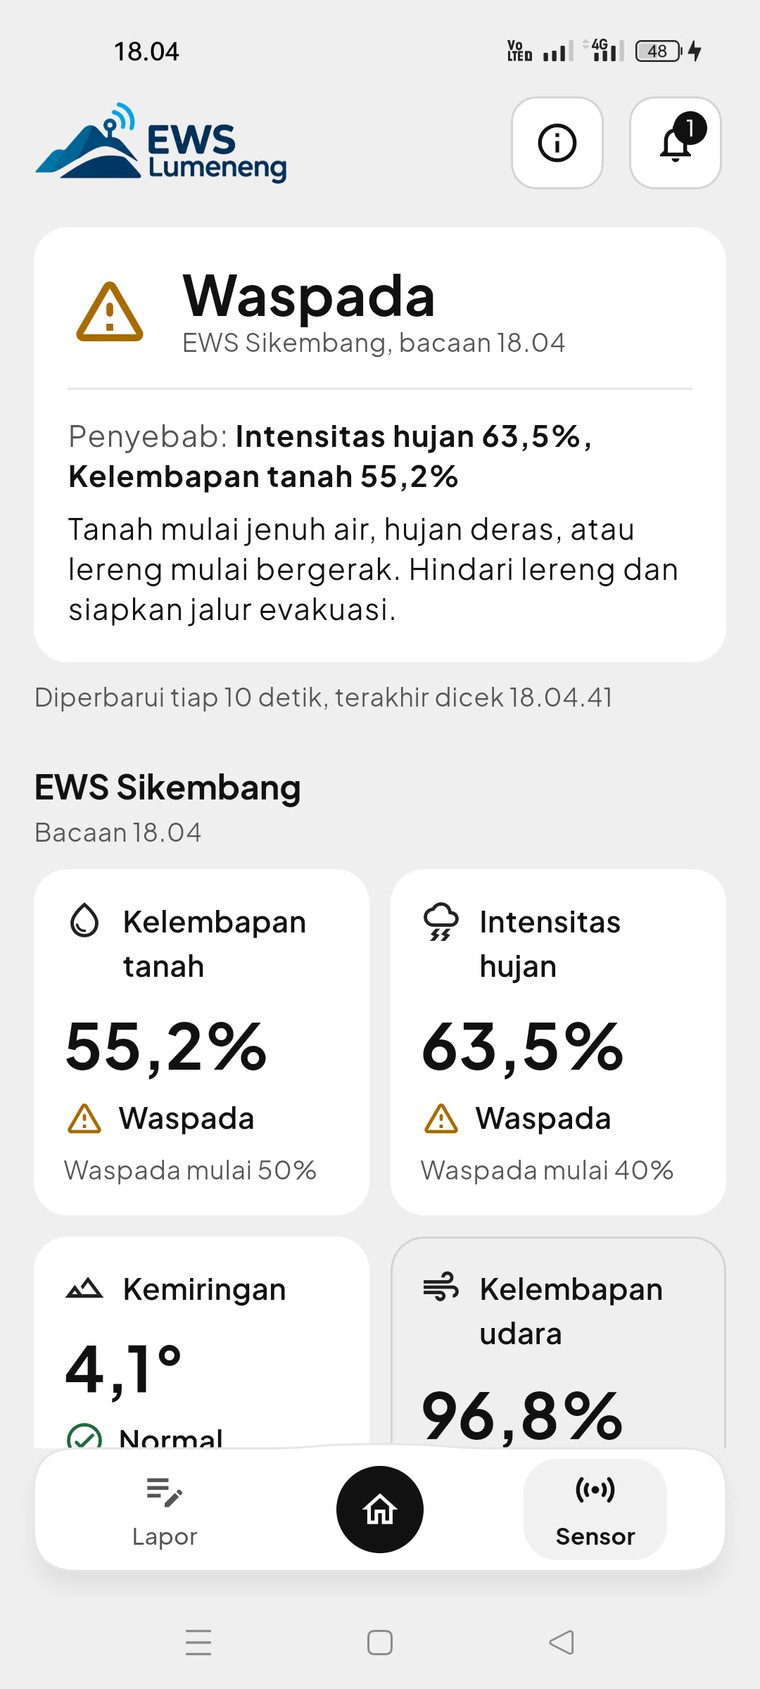 18.04
Vo LTE D
4G
48
EWS
Lumeneng
1
Waspada
EWS Sikembang, bacaan 18.04
Penyebab: Intensitas hujan 63,5%,
Kelembapan tanah 55,2%
Tanah mulai jenuh air, hujan deras, atau
lereng mulai bergerak. Hindari lereng dan
siapkan jalur evakuasi.
Diperbarui tiap 10 detik, terakhir dicek 18.04.41
EWS Sikembang
Bacaan 18.04
Kelembapan
tanah
55,2%
Waspada
Waspada mulai 50%
Intensitas
hujan
63,5%
Waspada
Waspada mulai 40%
Kemiringan
4,1°
Normal
Kelembapan
udara
96,8%
Lapor
Sensor